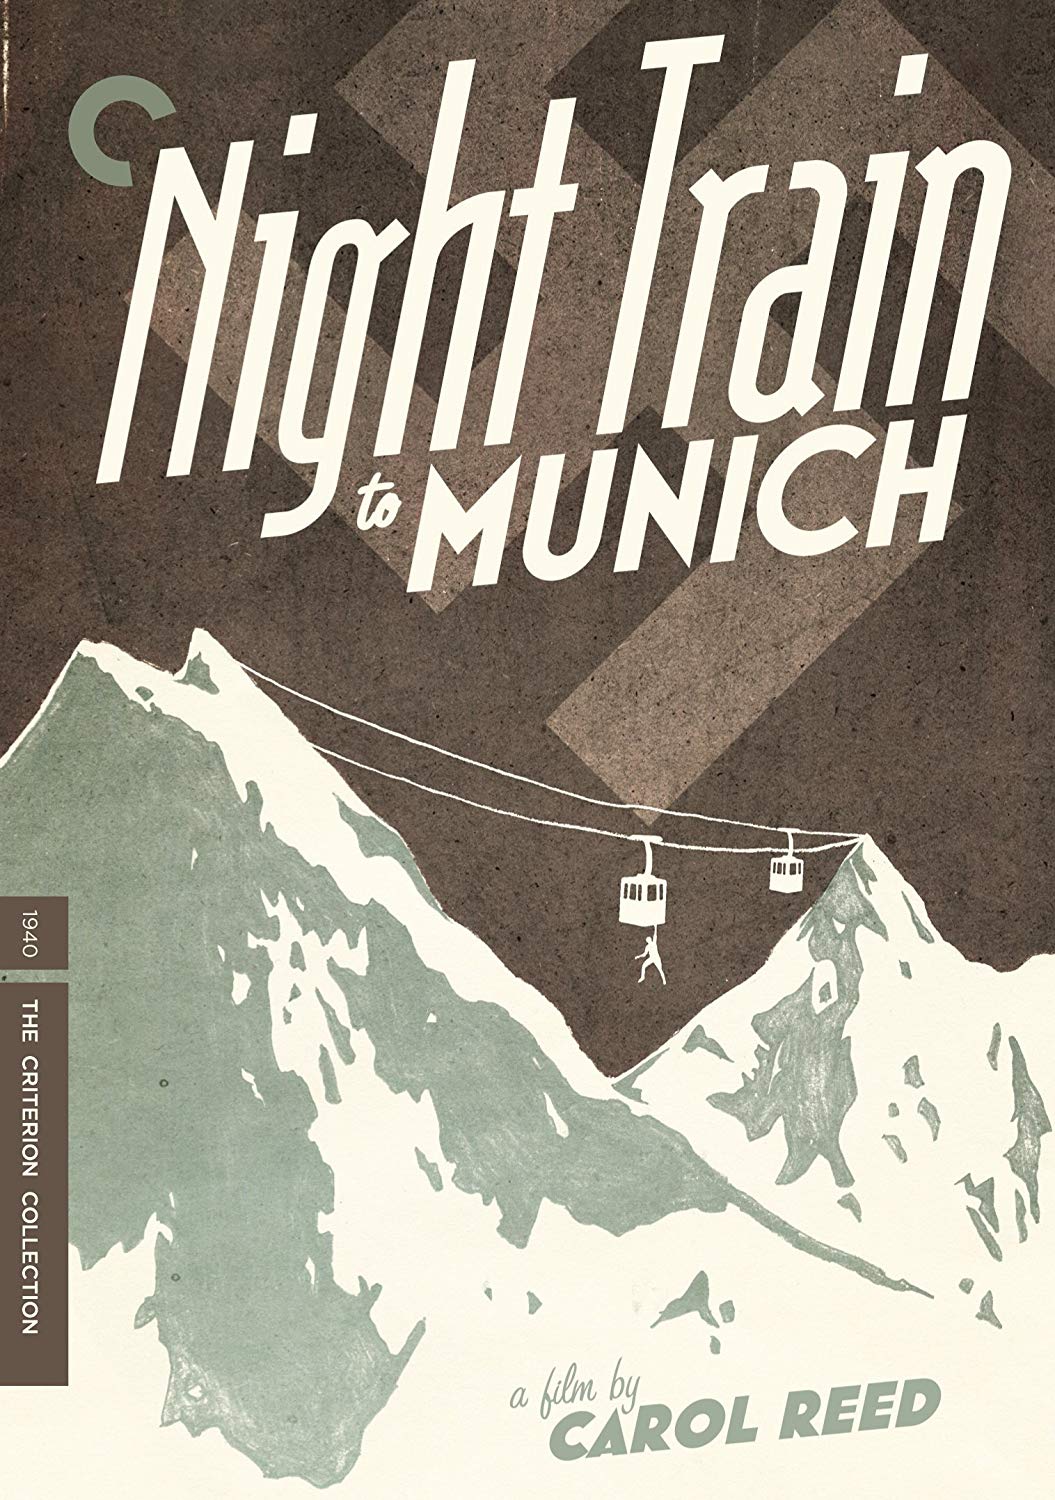 Night Train
to MUNICH
1940
THE CRITERION COLLECTION
a film by
CAROL REED